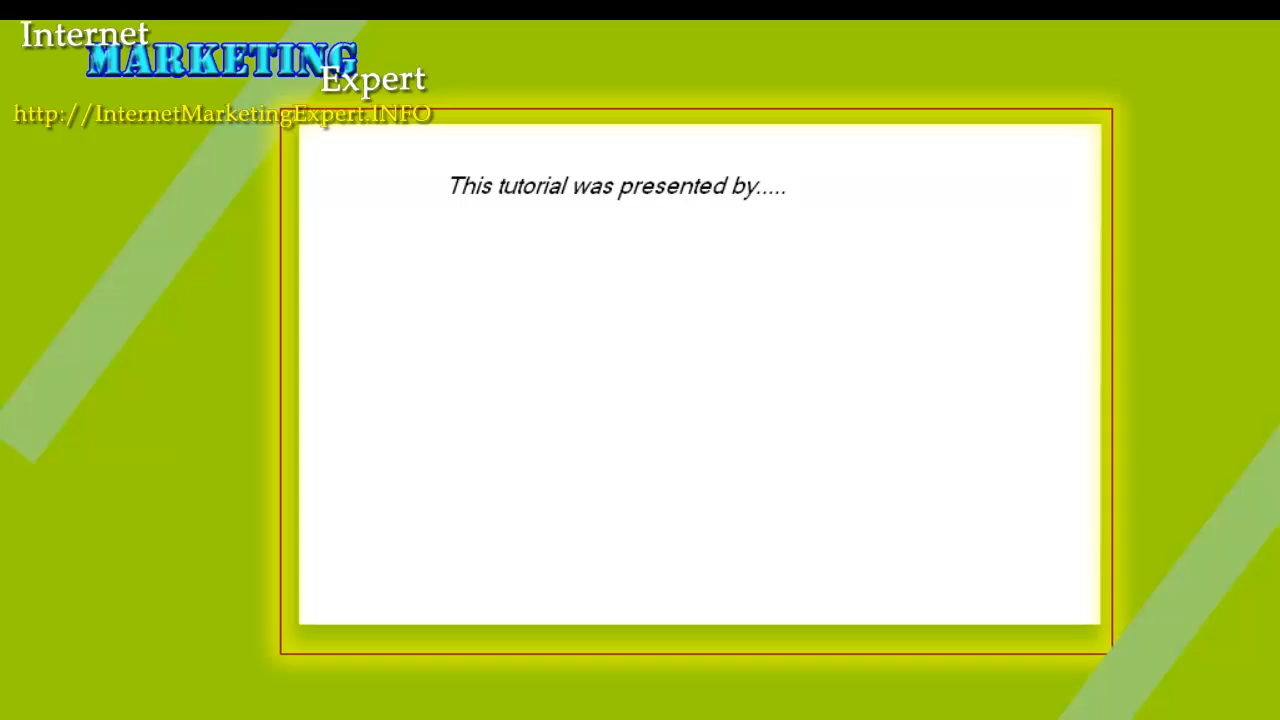 Internet
MARKETING
Expert
http://InternetMarketingExpert.INFO
This tutorial was presented by.....